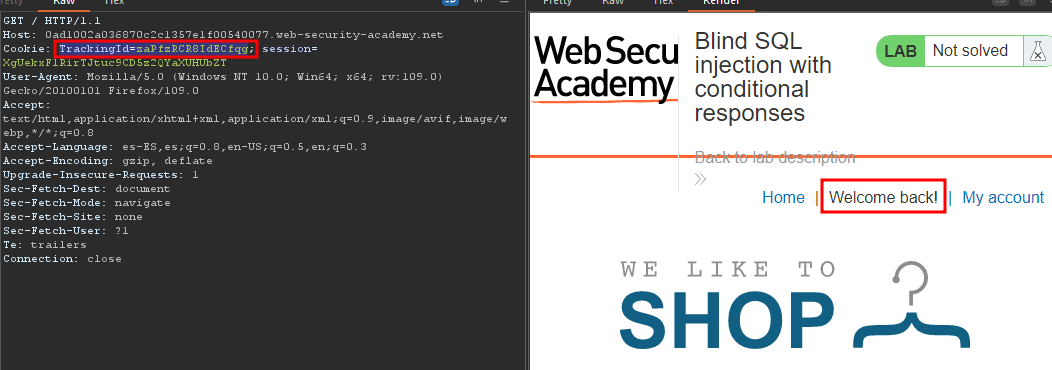 Raw
Hex
GET / HTTP/1.1
Host: 0ad1002a036870c2c1357e1f00540077.web-security-academy.net
Cookie: TrackingId=zaPfzRCR8IdECfqg; session=
XgUekxFlRirTJtuc9CD5z2QYaXUHUbZT
User-Agent: Mozilla/5.0 (Windows NT 10.0; Win64; x64; rv:109.0)
Gecko/20100101 Firefox/109.0
Accept:
text/html,application/xhtml+xml,application/xml;q=0.9,image/avif,image/w
ebp,*/*;q=0.8
Accept-Language: es-ES,es;q=0.8,en-US;q=0.5,en;q=0.3
Accept-Encoding: gzip, deflate
Upgrade-Insecure-Requests: 1
Sec-Fetch-Dest: document
Sec-Fetch-Mode: navigate
Sec-Fetch-Site: none
Sec-Fetch-User: ?1
Te: trailers
Connection: close
Pretty
Raw
Hex
Render
Web Secu
Academy
Blind SQL
injection with
conditional
responses
LAB
Not solved
Back to lab description
»
Home | Welcome back! | My account
WE LIKE TO
SHOP